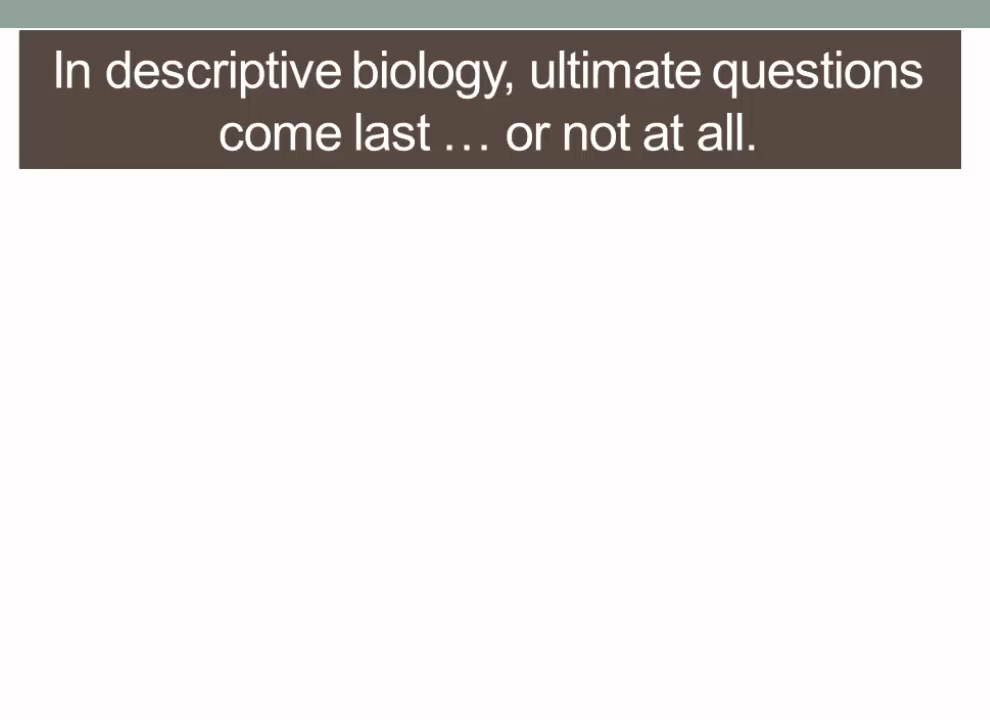 In descriptive biology, ultimate questions
come last … or not at all.